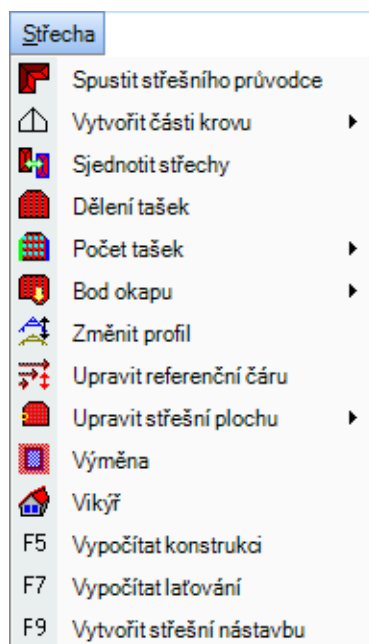 Střecha
Spustit střešního průvodce
Vytvořit části krovu
Sjednotit střechy
Dělení tašek
Počet tašek
Bod okapu
Změnit profil
Upravit referenční čáru
Upravit střešní plochu
Výměna
Vikýř
F5 Vypočítat konstrukci
F7 Vypočítat laťování
F9 Vytvořit střešní nástavbu